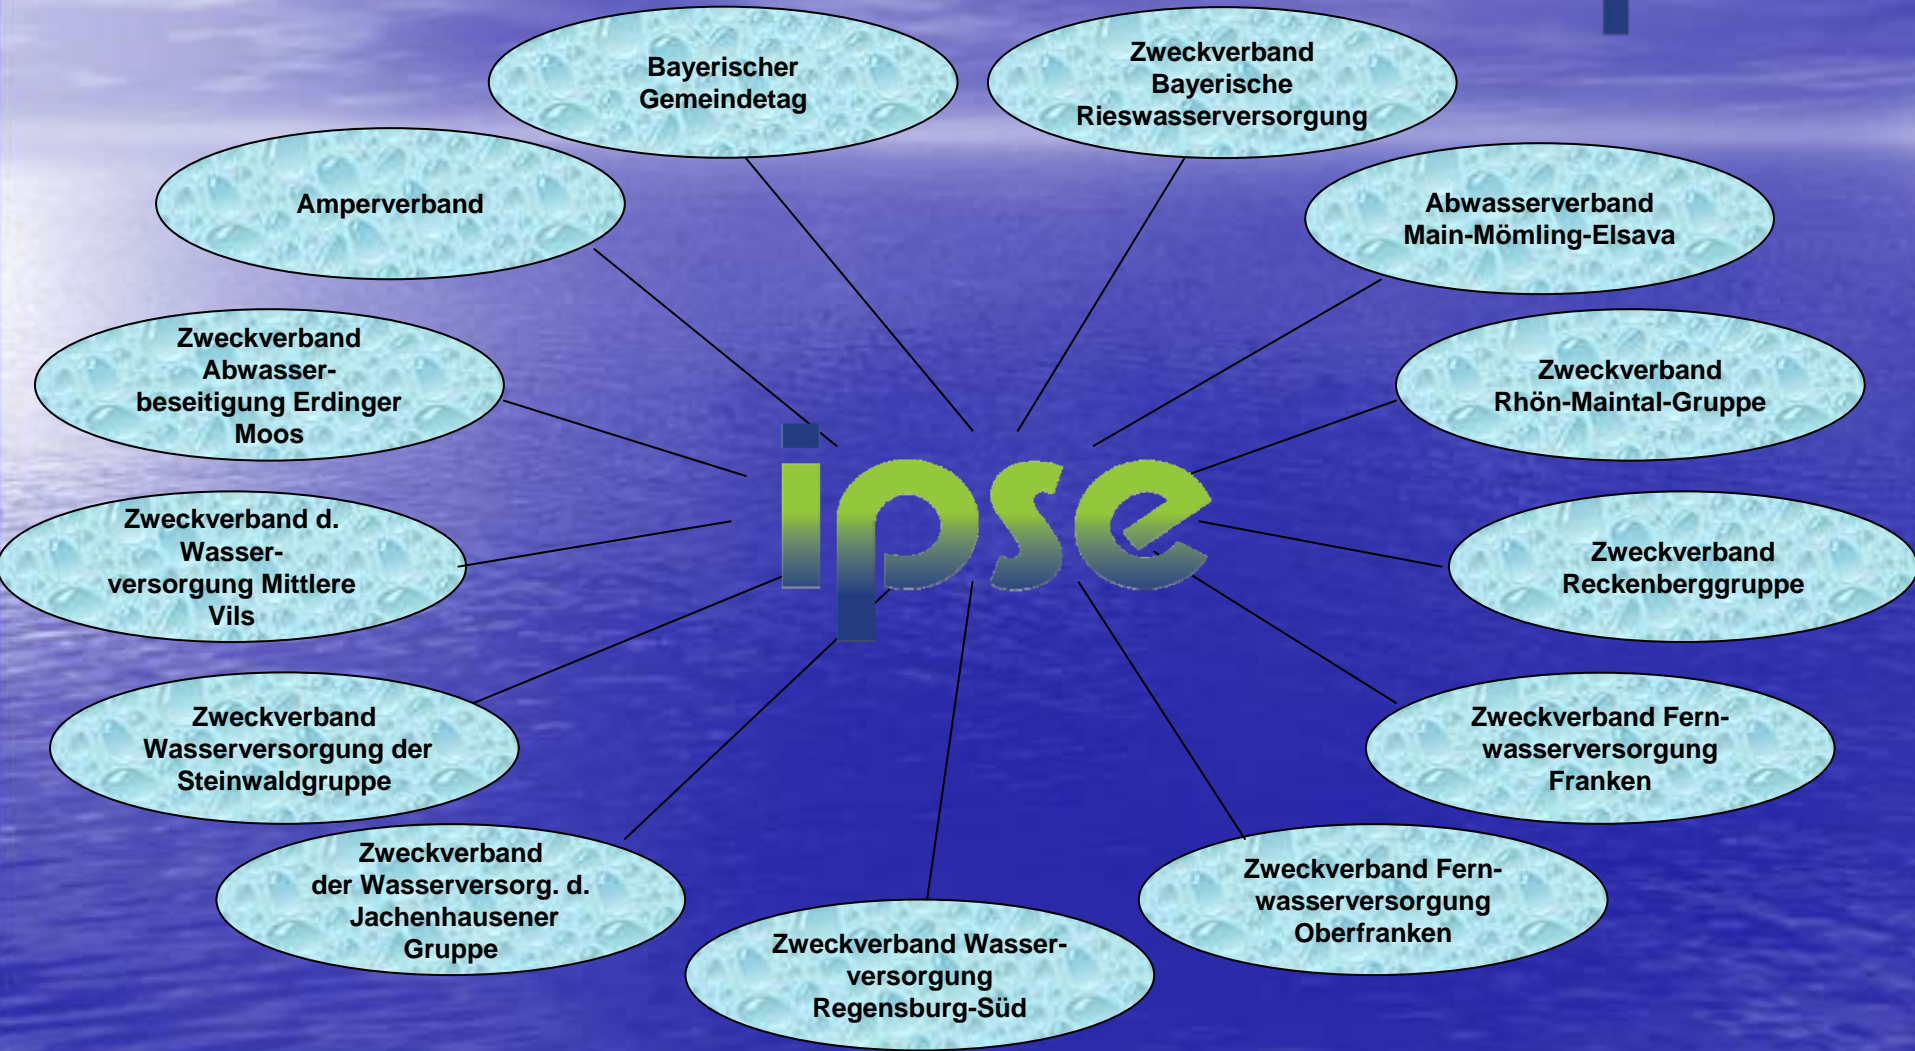 Bayerischer
Gemeindetag
Zweckverband
Bayerische
Rieswasserversorgung
Amperverband
Abwasserverband
Main-Mömling-Elsava
Zweckverband
Abwasser-
beseitigung Erdinger
Moos
Zweckverband
Rhön-Maintal-Gruppe
ipse
Zweckverband d.
Wasser-
versorgung Mittlere
Vils
Zweckverband
Reckenberggruppe
Zweckverband
Wasserversorgung der
Steinwaldgruppe
Zweckverband Fern-
wasserversorgung
Franken
Zweckverband
der Wasserversorg. d.
Jachenhausener
Gruppe
Zweckverband Fern-
wasserversorgung
Oberfranken
Zweckverband Wasser-
versorgung
Regensburg-Süd